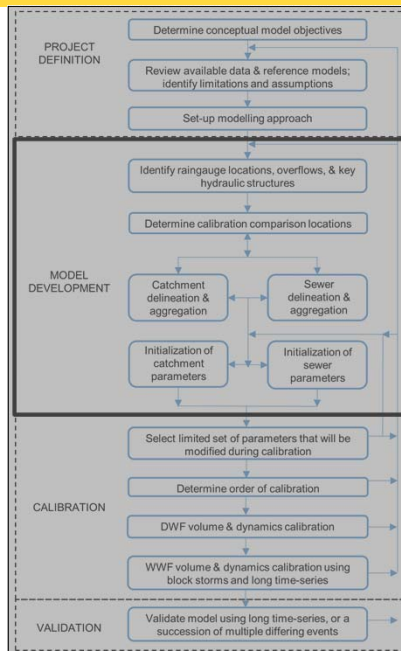 PROJECT
DEFINITION
Determine conceptual model objectives
Review available data & reference models;
identify limitations and assumptions
Set-up modelling approach
MODEL
DEVELOPMENT
Identify raingauge locations, overflows, & key
hydraulic structures
Determine calibration comparison locations
Catchment
delineation &
aggregation
Sewer
delineation &
aggregation
Initialization of
catchment
parameters
Initialization of
sewer
parameters
CALIBRATION
Select limited set of parameters that will be
modified during calibration
Determine order of calibration
DWF volume & dynamics calibration
WWF volume & dynamics calibration using
block storms and long time-series
VALIDATION
Validate model using long time-series, or a
succession of multiple differing events